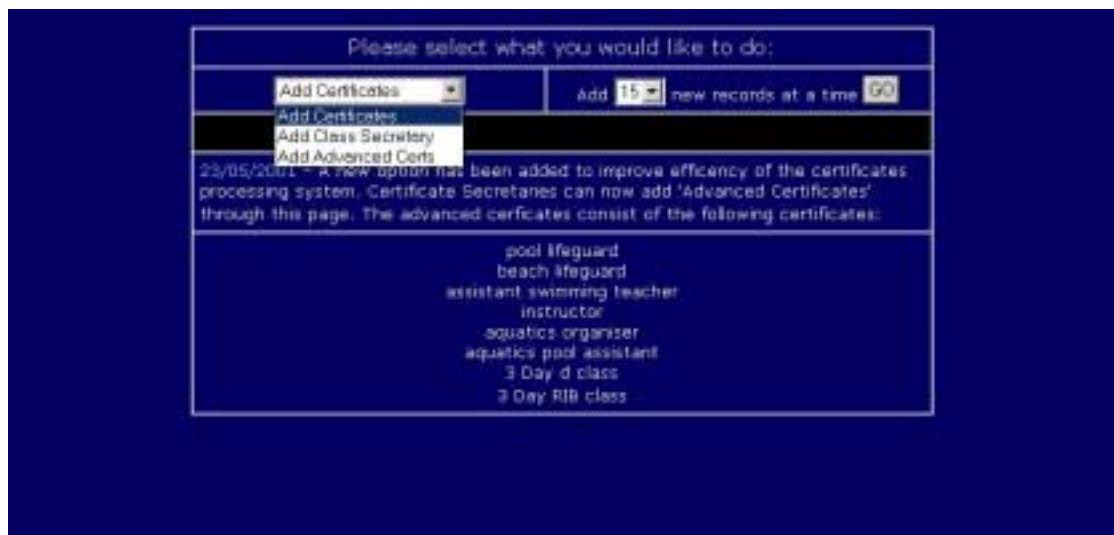 Please select what you would like to do:
Add Certificates
Add 15 new records at a time GO
Add Certificates
Add Class Secretary
Add Advanced Certs
23/05/2001 - A new option has been added to improve efficency of the certificates
processing system. Certificate Secretaries can now add 'Advanced Certificates'
through this page. The advanced cerficates consist of the following certificates:
pool lifeguard
beach lifeguard
assistant swimming teacher
instructor
aquatics organiser
aquatics pool assistant
3 Day d class
3 Day RIB class